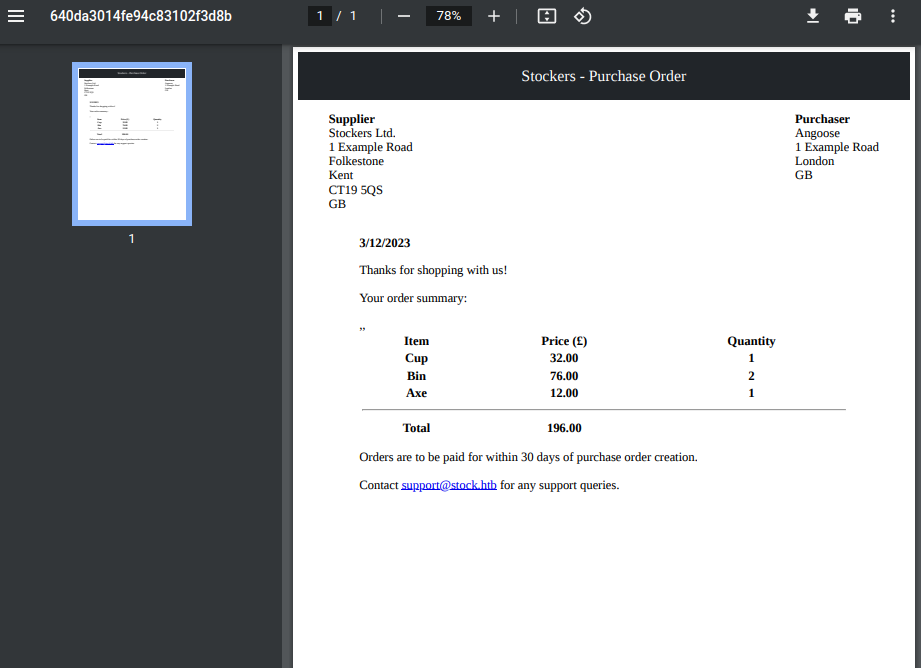 640da3014fe94c83102f3d8b
1 / 1
78%
1
Stockers - Purchase Order
Supplier
Stockers Ltd.
1 Example Road
Folkestone
Kent
CT19 5QS
GB
Purchaser
Angoose
1 Example Road
London
GB
3/12/2023
Thanks for shopping with us!
Your order summary:
,,
Item Price (£) Quantity
Cup 32.00 1
Bin 76.00 2
Axe 12.00 1
Total 196.00
Orders are to be paid for within 30 days of purchase order creation.
Contact support@stock.htb for any support queries.